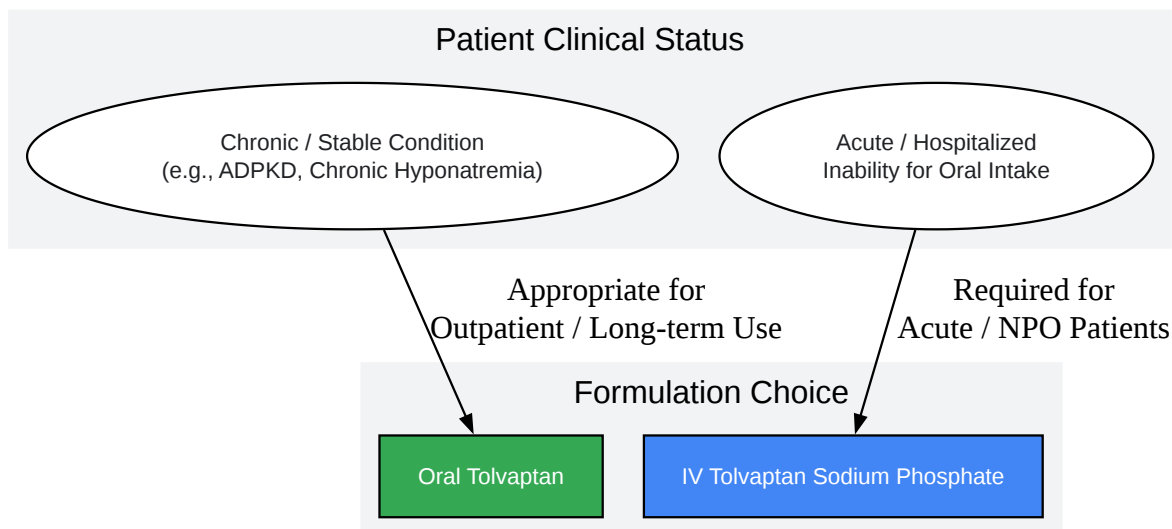 Patient Clinical Status
Chronic / Stable Condition
(e.g., ADPKD, Chronic Hyponatremia)
Acute / Hospitalized
Inability for Oral Intake
Appropriate for
Outpatient / Long-term Use
Required for
Acute / NPO Patients
Formulation Choice
Oral Tolvaptan
IV Tolvaptan Sodium Phosphate